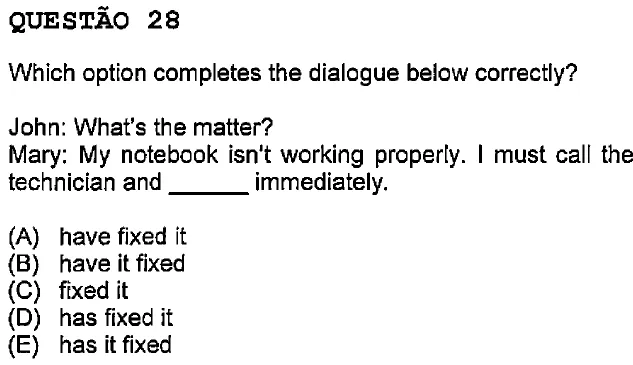 QUESTÃO 28
Which option completes the dialogue below correctly?
John: What's the matter?
Mary: My notebook isn't working properly. I must call the
technician and ______ immediately.
(A) have fixed it
(B) have it fixed
(C) fixed it
(D) has fixed it
(E) has it fixed